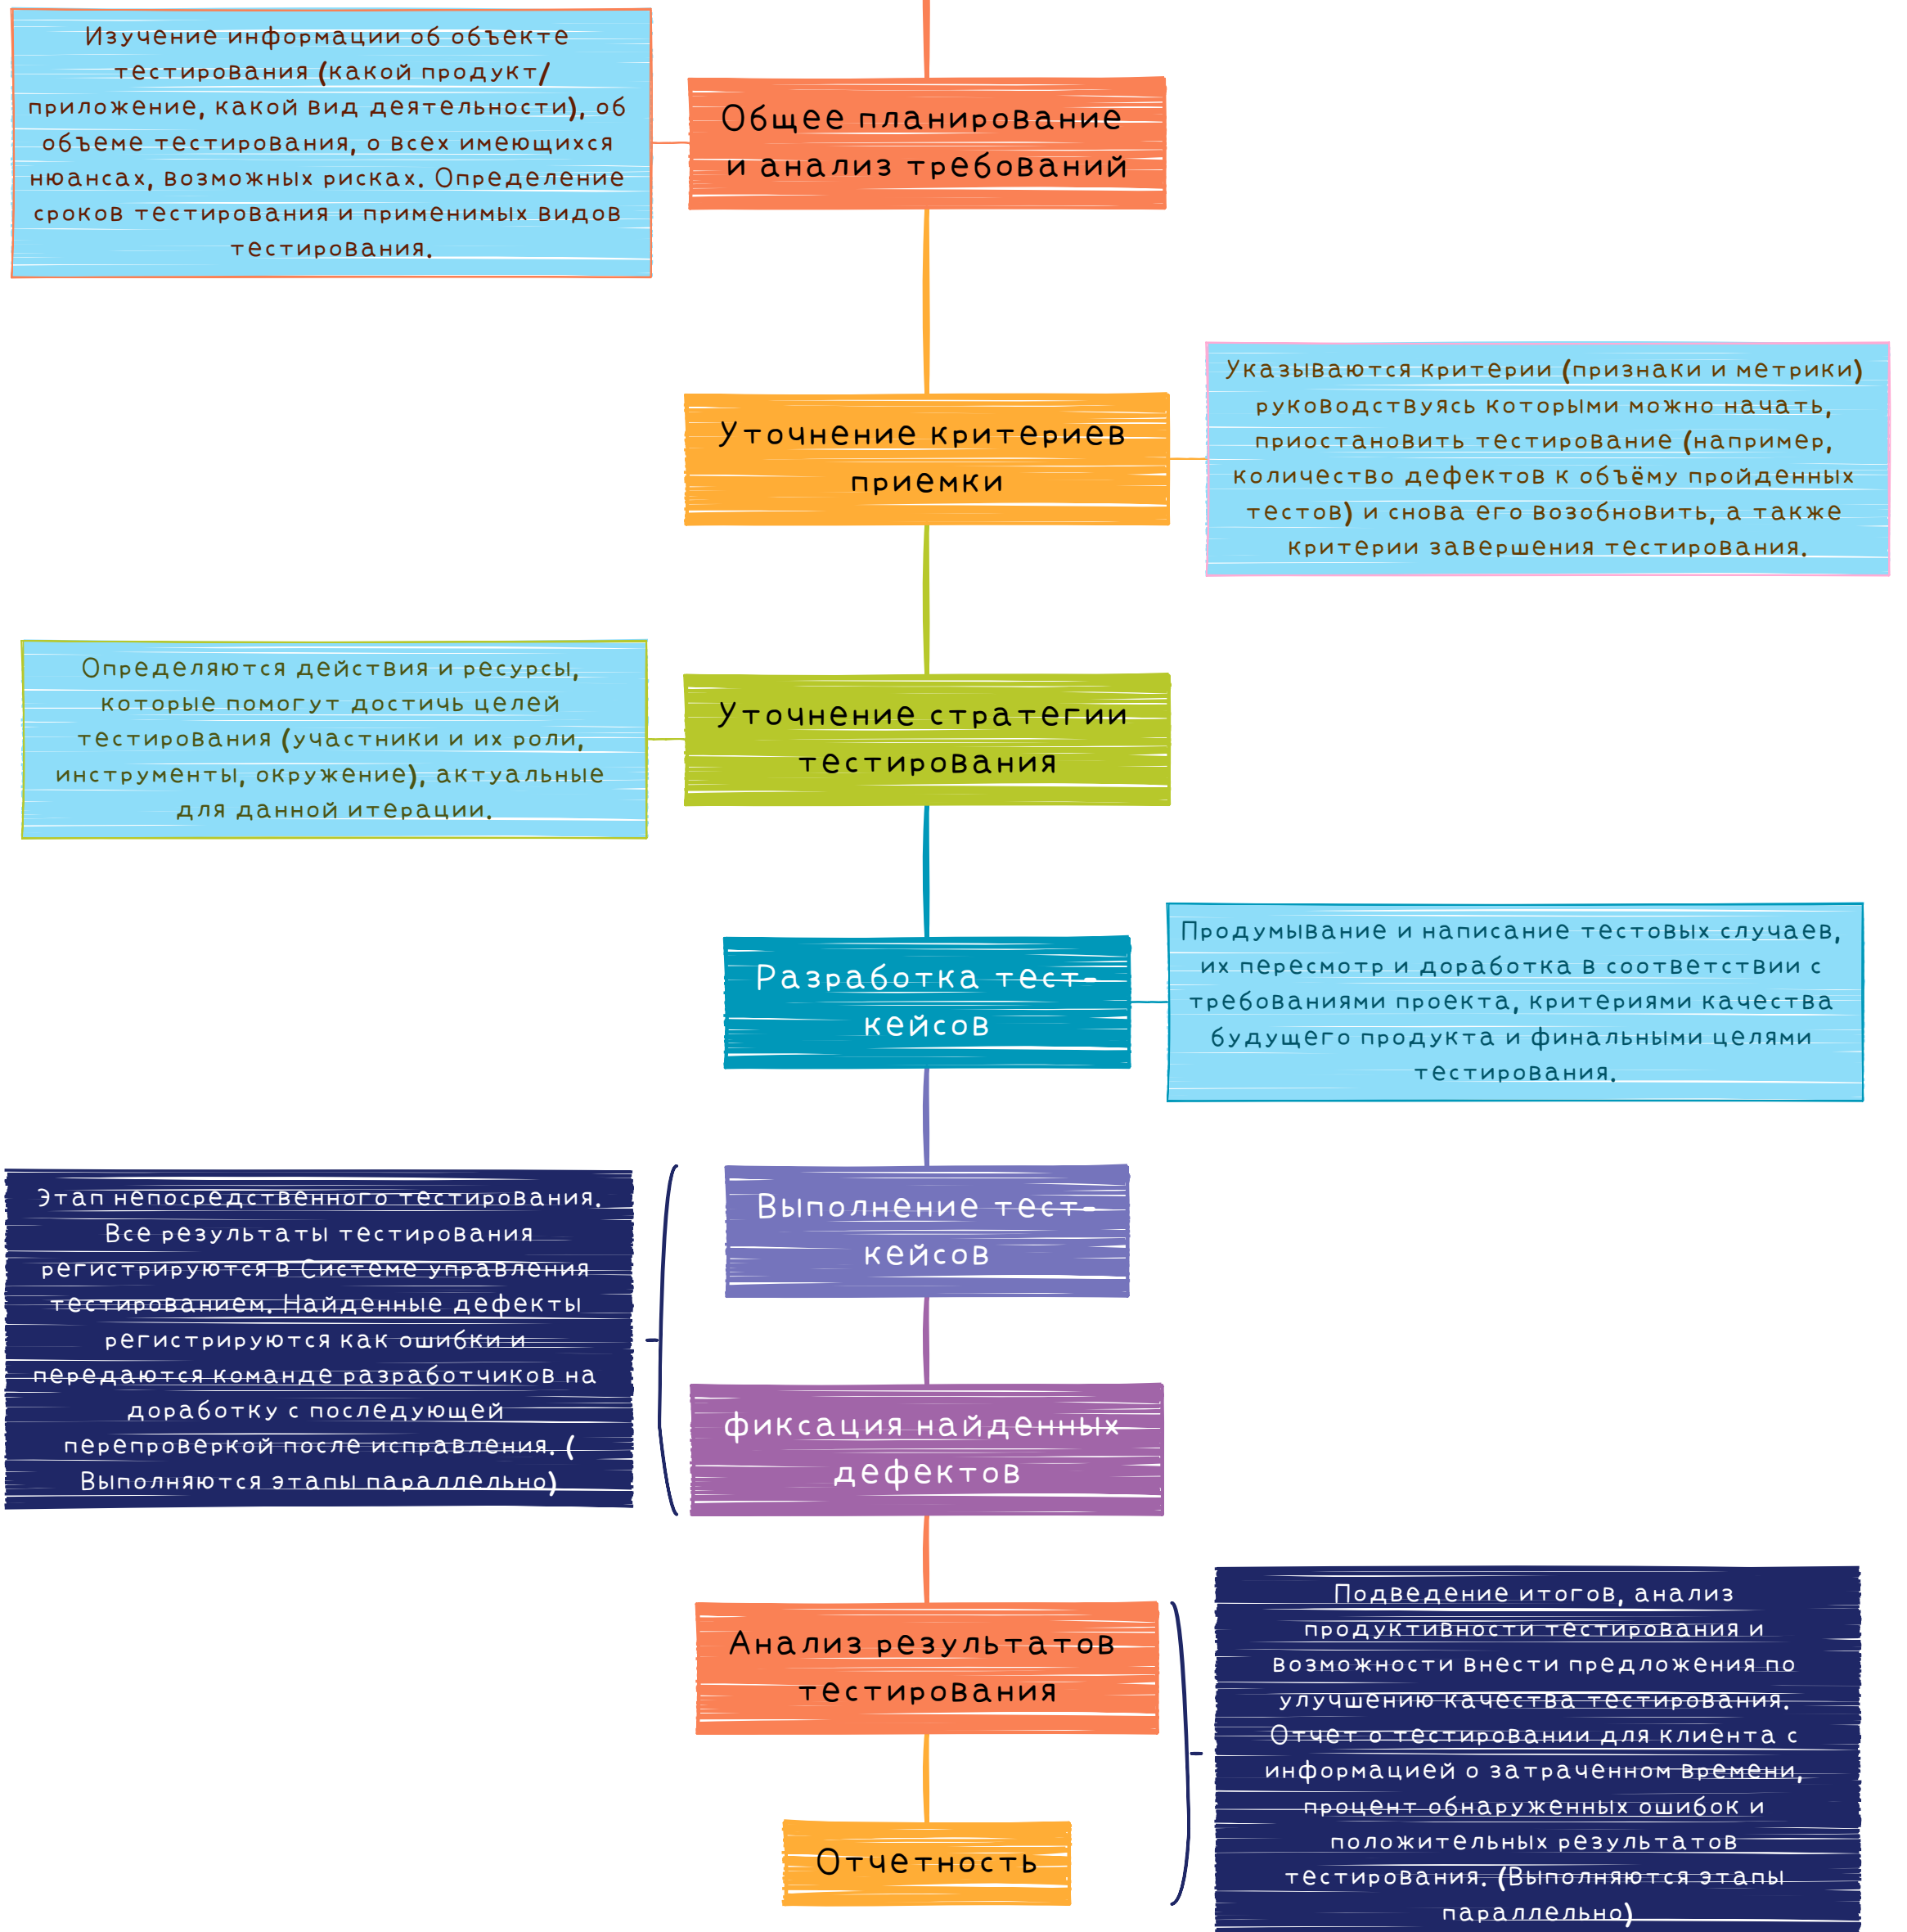 Изучение информации об объекте
тестирования (какой продукт/
приложение, какой вид деятельности), об
объеме тестирования, о всех имеющихся
нюансах, возможных рисках. Определение
сроков тестирования и применимых видов
тестирования.
Общее планирование
и анализ требований
Уточнение критериев
приемки
Указываются критерии (признаки и метрики)
руководствуясь которыми можно начать,
приостановить тестирование (например,
количество дефектов к объёму пройденных
тестов) и снова его возобновить, а также
критерии завершения тестирования.
Определяются действия и ресурсы,
которые помогут достичь целей
тестирования (участники и их роли,
инструменты, окружение), актуальные
для данной итерации.
Уточнение стратегии
тестирования
Разработка тест-
кейсов
Продумывание и написание тестовых случаев,
их пересмотр и доработка в соответствии с
требованиями проекта, критериями качества
будущего продукта и финальными целями
тестирования.
Этап непосредственного тестирования.
Все результаты тестирования
регистрируются в Системе управления
тестированием. Найденные дефекты
регистрируются как ошибки и
передаются команде разработчиков на
доработку с последующей
перепроверкой после исправления. (
Выполняются этапы параллельно)
Выполнение тест-
кейсов
фиксация найденных
дефектов
Анализ результатов
тестирования
Отчетность
Подведение итогов, анализ
продуктивности тестирования и
возможности внести предложения по
улучшению качества тестирования.
Отчет о тестировании для клиента с
информацией о затраченном времени,
процент обнаруженных ошибок и
положительных результатов
тестирования. (Выполняются этапы
параллельно)